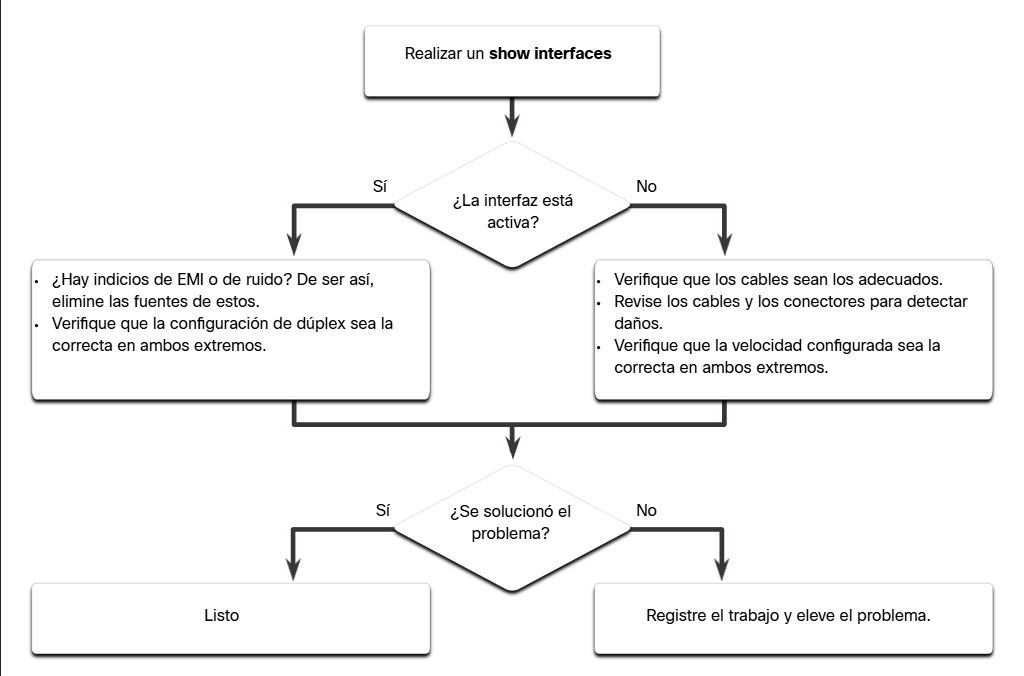 Realizar un show interfaces
Sí
No
¿La interfaz está
activa?
• ¿Hay indicios de EMI o de ruido? De ser así,
elimine las fuentes de estos.
• Verifique que la configuración de dúplex sea la
correcta en ambos extremos.
• Verifique que los cables sean los adecuados.
• Revise los cables y los conectores para detectar
daños.
• Verifique que la velocidad configurada sea la
correcta en ambos extremos.
Sí
No
¿Se solucionó el
problema?
Listo
Registre el trabajo y eleve el problema.